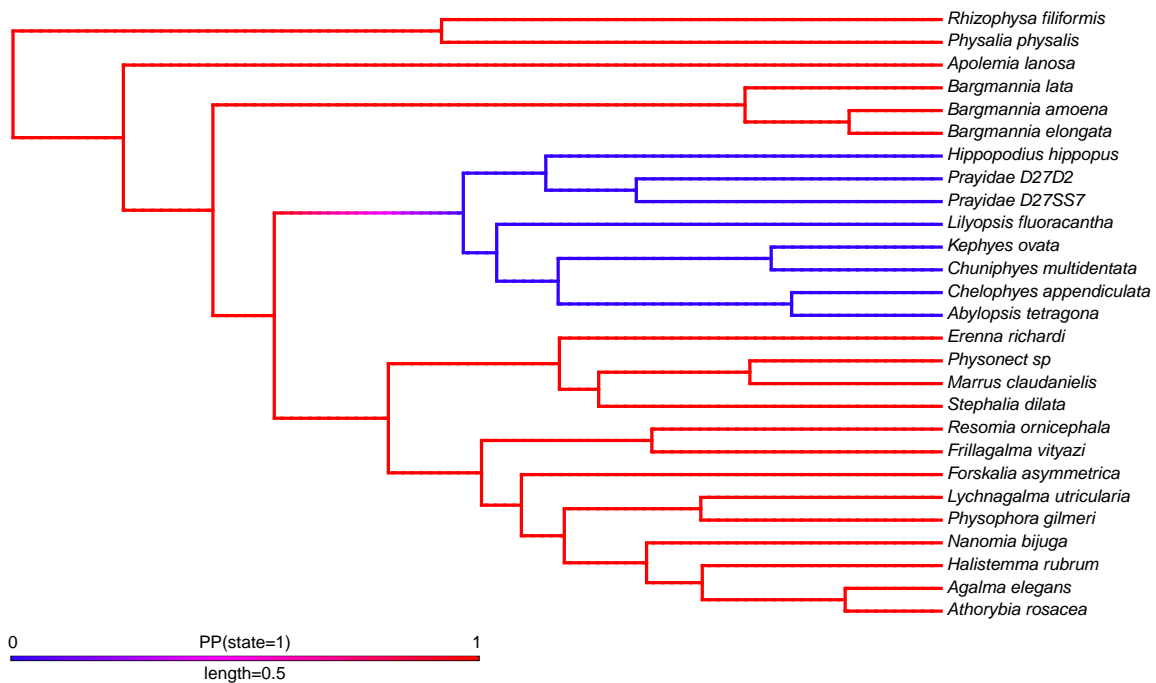 Rhizophysa filiformis
Physalia physalis
Apolemia lanosa
Bargmannia lata
Bargmannia amoena
Bargmannia elongata
Hippopodius hippopus
Prayidae D27D2
Prayidae D27SS7
Lilyopsis fluoracantha
Kephyes ovata
Chuniphyes multidentata
Chelophyes appendiculata
Abylopsis tetragona
Erenna richardi
Physonect sp
Marrus claudanielis
Stephalia dilata
Resomia ornicephala
Frillagalma vityazi
Forskalia asymmetrica
Lychnagalma utricularia
Physophora gilmeri
Nanomia bijuga
Halistemma rubrum
Agalma elegans
Athorybia rosacea
0 PP(state=1) 1
length=0.5